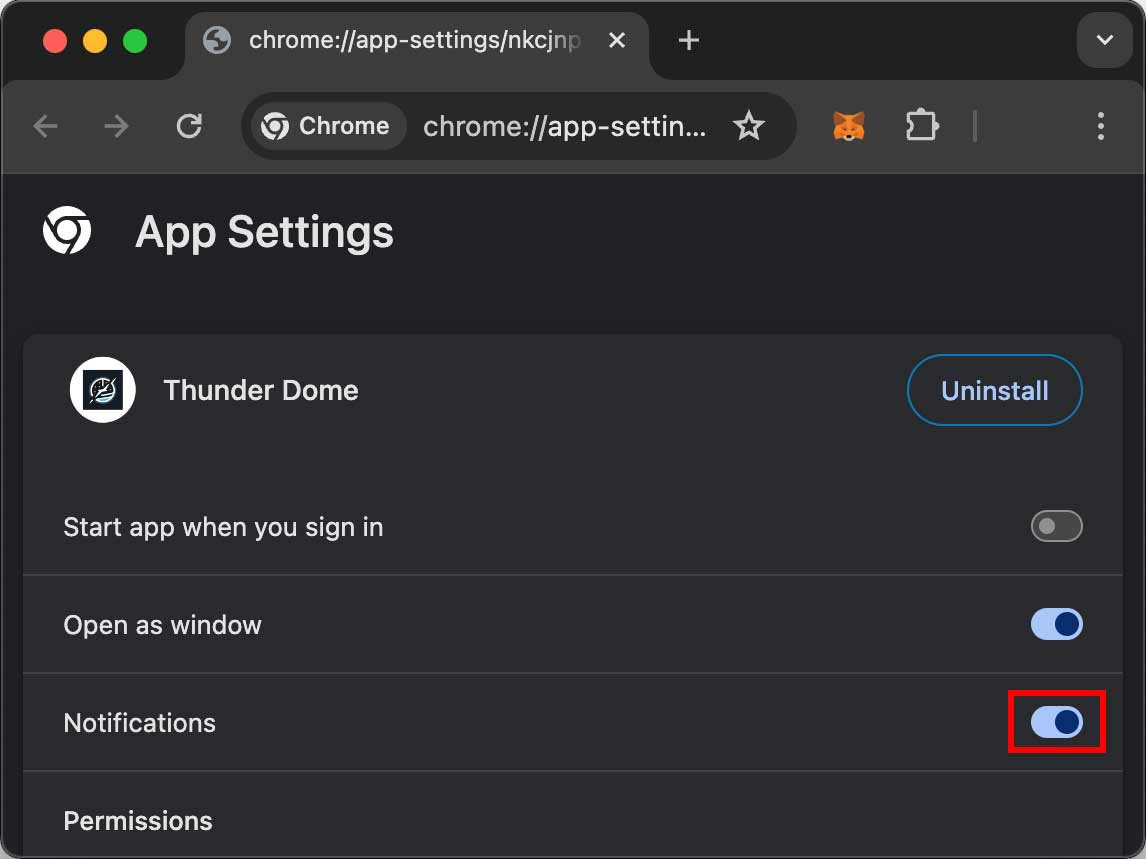 chrome://app-settings/nkcjnp
Chrome
chrome://app-settin...
App Settings
Thunder Dome
Uninstall
Start app when you sign in
Open as window
Notifications
Permissions